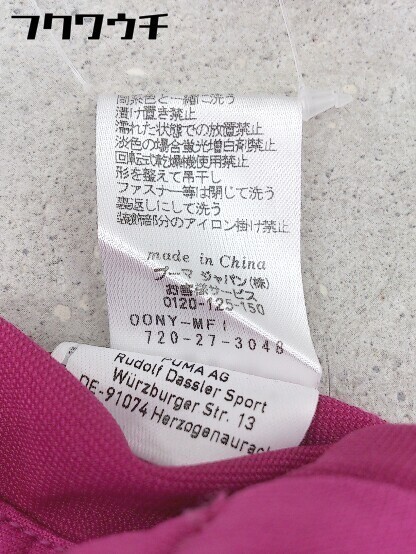 フクワウチ
同系色と一緒に洗う
漬け置き禁止
濡れた状態での放置禁止
淡色の場合蛍光増白剤禁止
回転式乾燥機使用禁止
形を整えて吊干し
ファスナー等は閉じて洗う
裏返しにして洗う
装飾部分のアイロン掛け禁止
made in China
プーマ ジャパン(株)
お客様サービス
0120-125-150
OONY-MF!
720-27-3048
PUMA AG
Rudolf Dassler Sport
Würzburger Str. 13
DE-91074 Herzogenaurach